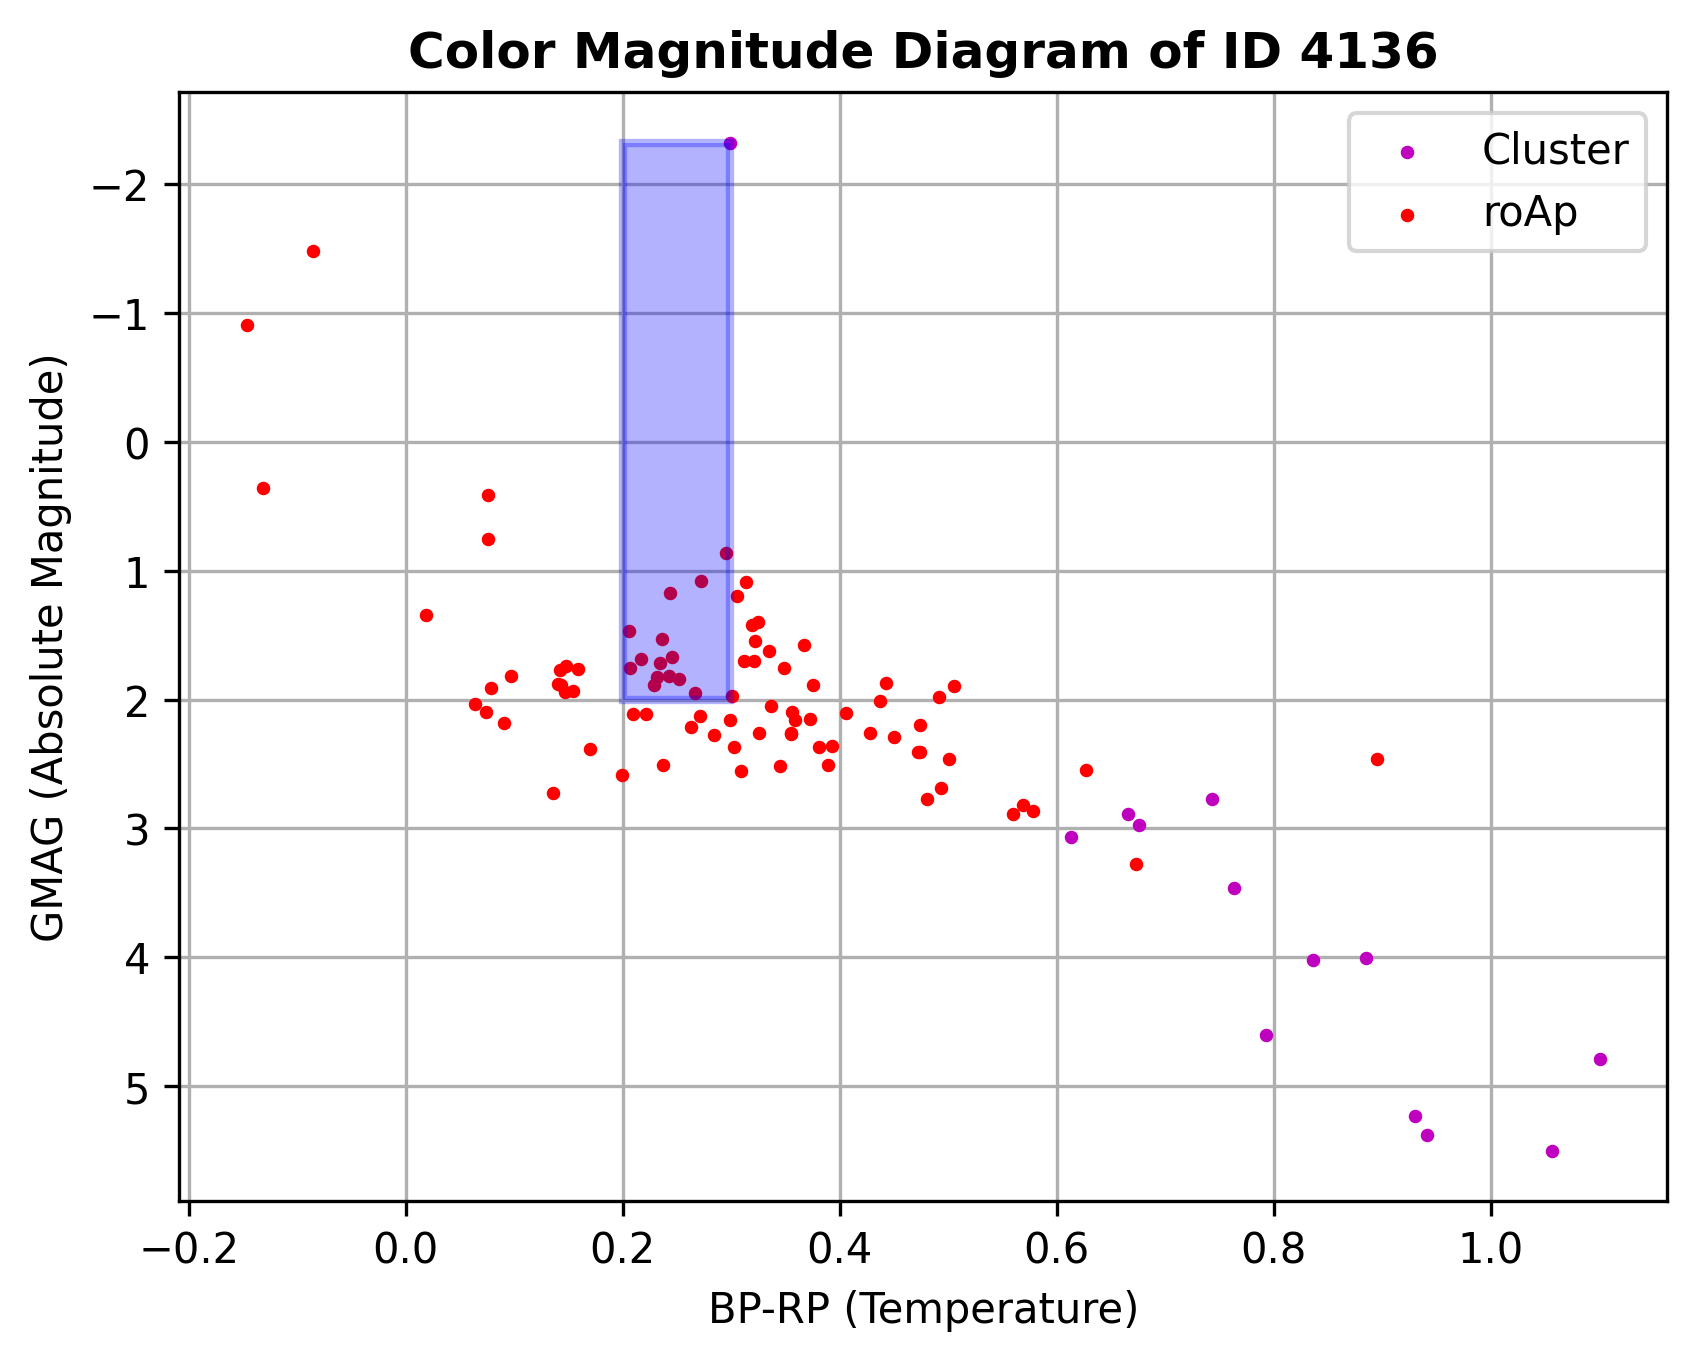 Color Magnitude Diagram of ID 4136
Cluster
roAp
GMAG (Absolute Magnitude)
−2
−1
0
1
2
3
4
5
−0.2 0.0 0.2 0.4 0.6 0.8 1.0
BP-RP (Temperature)